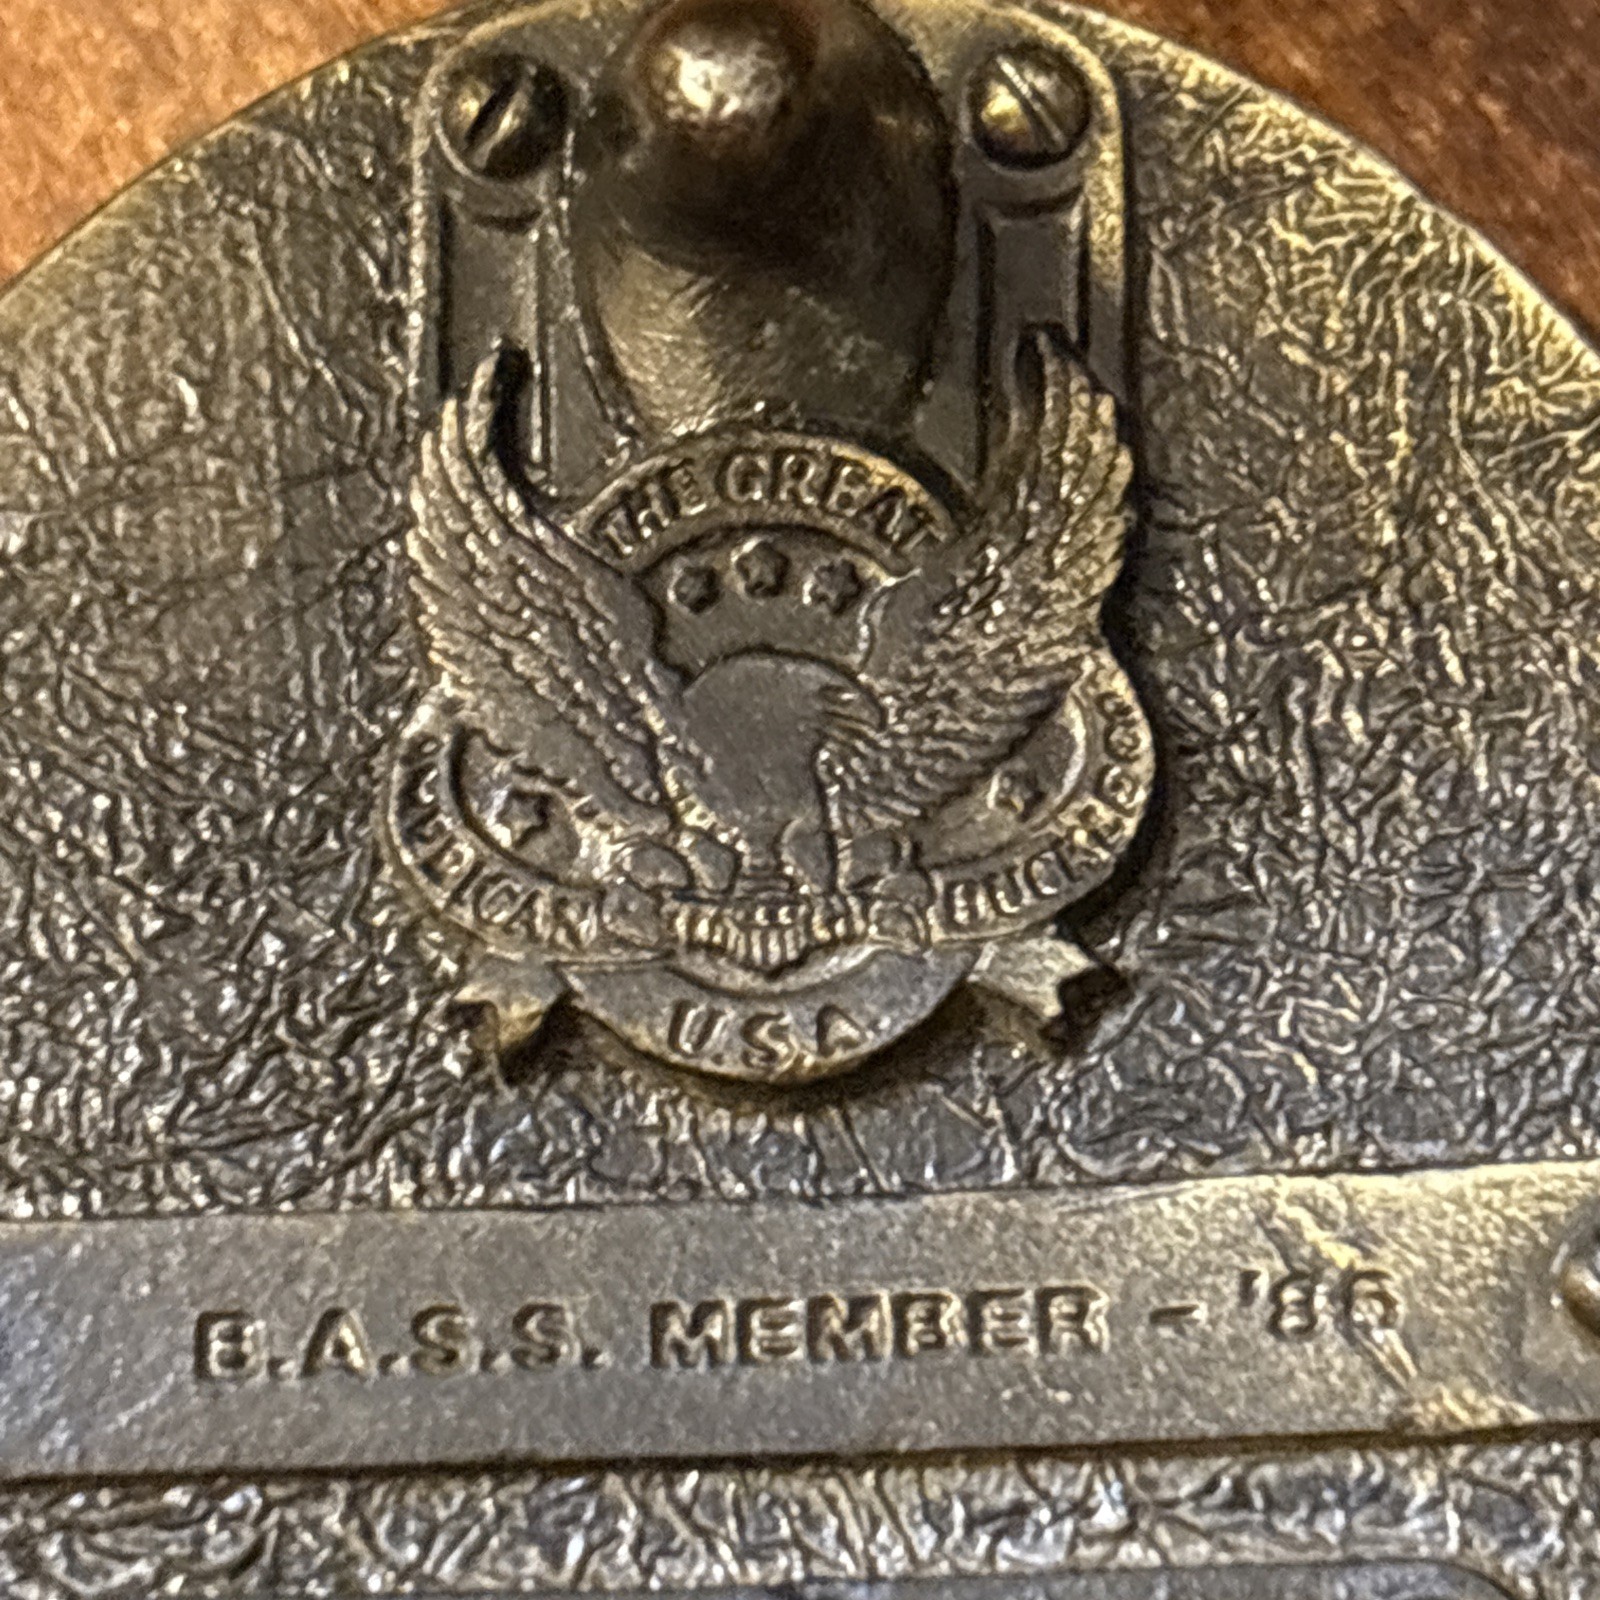 THE GREAT
AMERICAN BUCKLE CO.
U.S.A.
B.A.S.S. MEMBER - '86